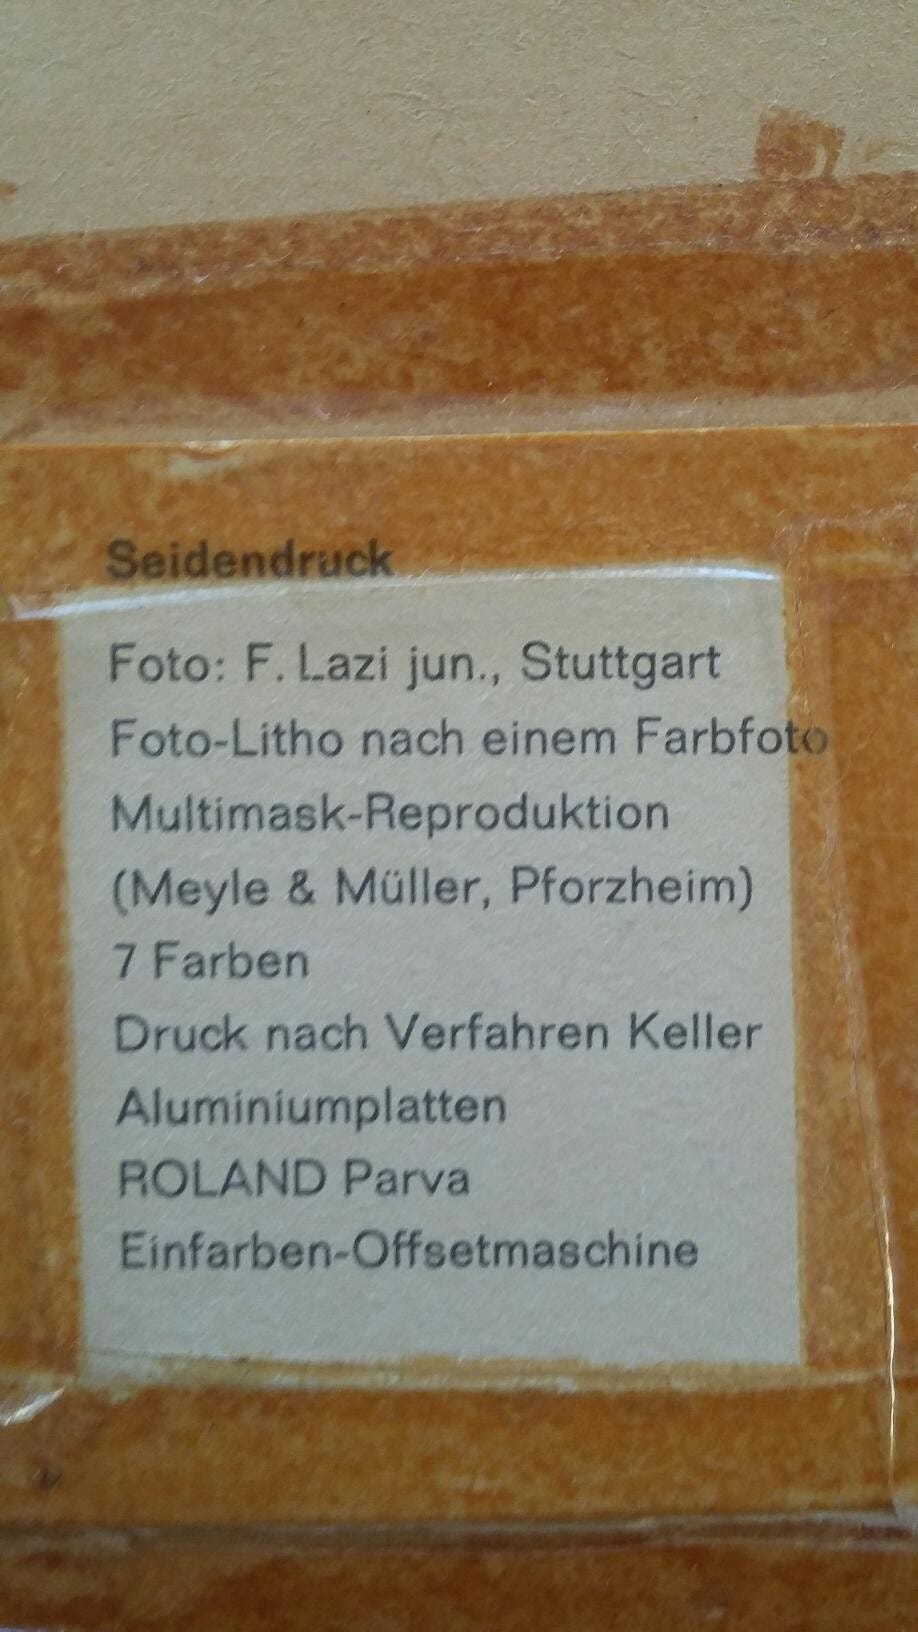 Seidendruck
Foto: F. Lazi jun., Stuttgart
Foto-Litho nach einem Farbfoto
Multimask-Reproduktion
(Meyle & Müller, Pforzheim)
7 Farben
Druck nach Verfahren Keller
Aluminiumplatten
ROLAND Parva
Einfarben-Offsetmaschine